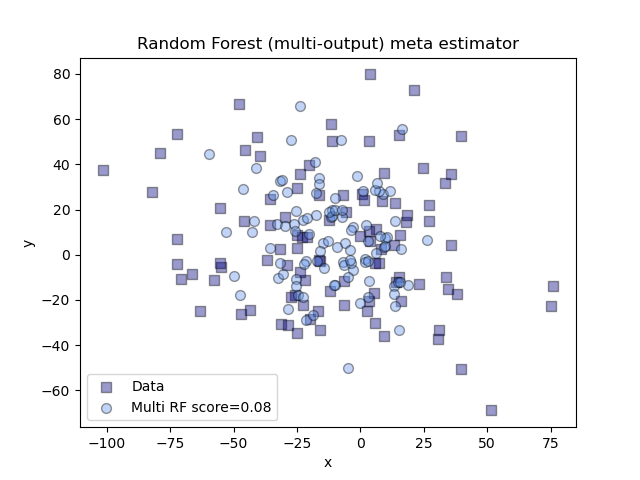 Random Forest (multi-output) meta estimator
80
60
40
20
0
−20
−40
−60
y
Data
Multi RF score=0.08
−100 −75 −50 −25 0 25 50 75
x